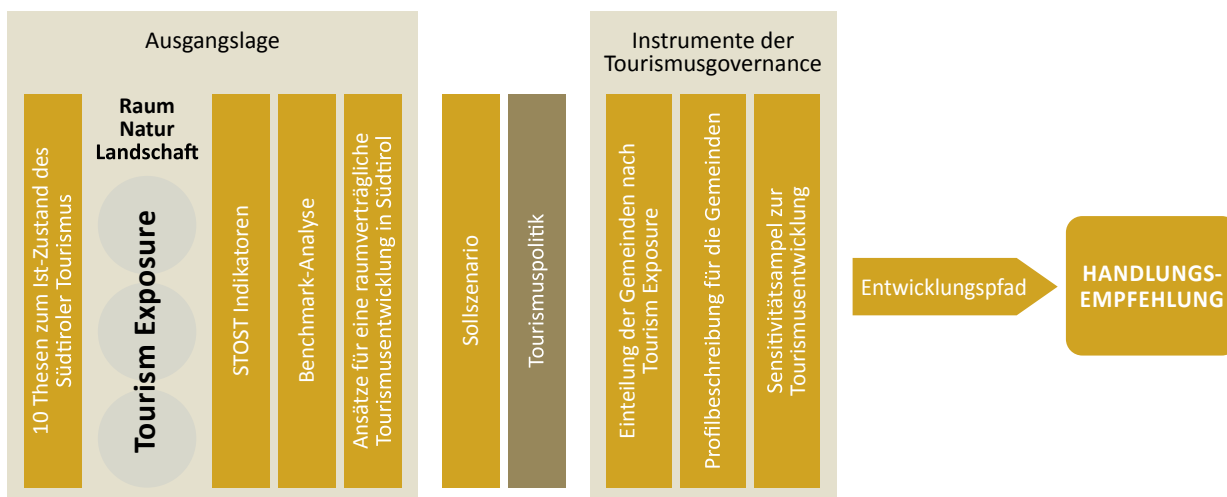 Ausgangslage
10 Thesen zum Ist-Zustand des
Südtiroler Tourismus
Raum
Natur
Landschaft
Tourism Exposure
STOST Indikatoren
Benchmark-Analyse
Ansätze für eine raumverträgliche
Tourismusentwicklung in Südtirol
Sollszenario
Tourismuspolitik
Instrumente der
Tourismusgovernance
Einteilung der Gemeinden nach
Tourism Exposure
Profilbeschreibung für die Gemeinden
Sensitivitätsampel zur
Tourismusentwicklung
Entwicklungspfad
HANDLUNGS-
EMPFEHLUNG